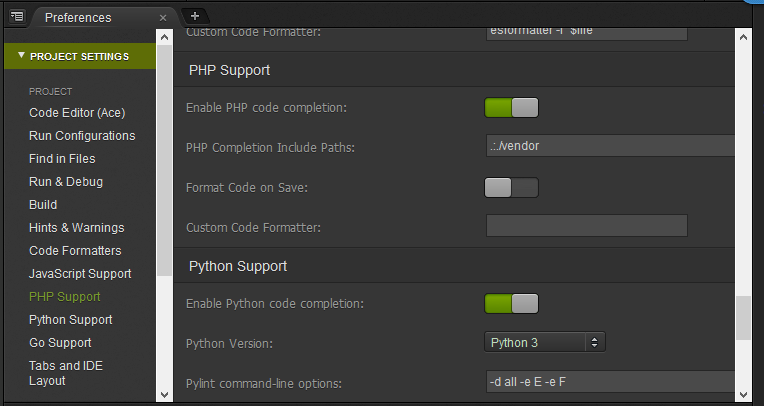 Preferences
PROJECT SETTINGS
PROJECT
Code Editor (Ace)
Run Configurations
Find in Files
Run & Debug
Build
Hints & Warnings
Code Formatters
JavaScript Support
PHP Support
Python Support
Go Support
Tabs and IDE
Layout
Custom Code Formatter:
PHP Support
Enable PHP code completion:
PHP Completion Include Paths: .:./vendor
Format Code on Save:
Custom Code Formatter:
Python Support
Enable Python code completion:
Python Version: Python 3
Pylint command-line options: -d all -e E -e F